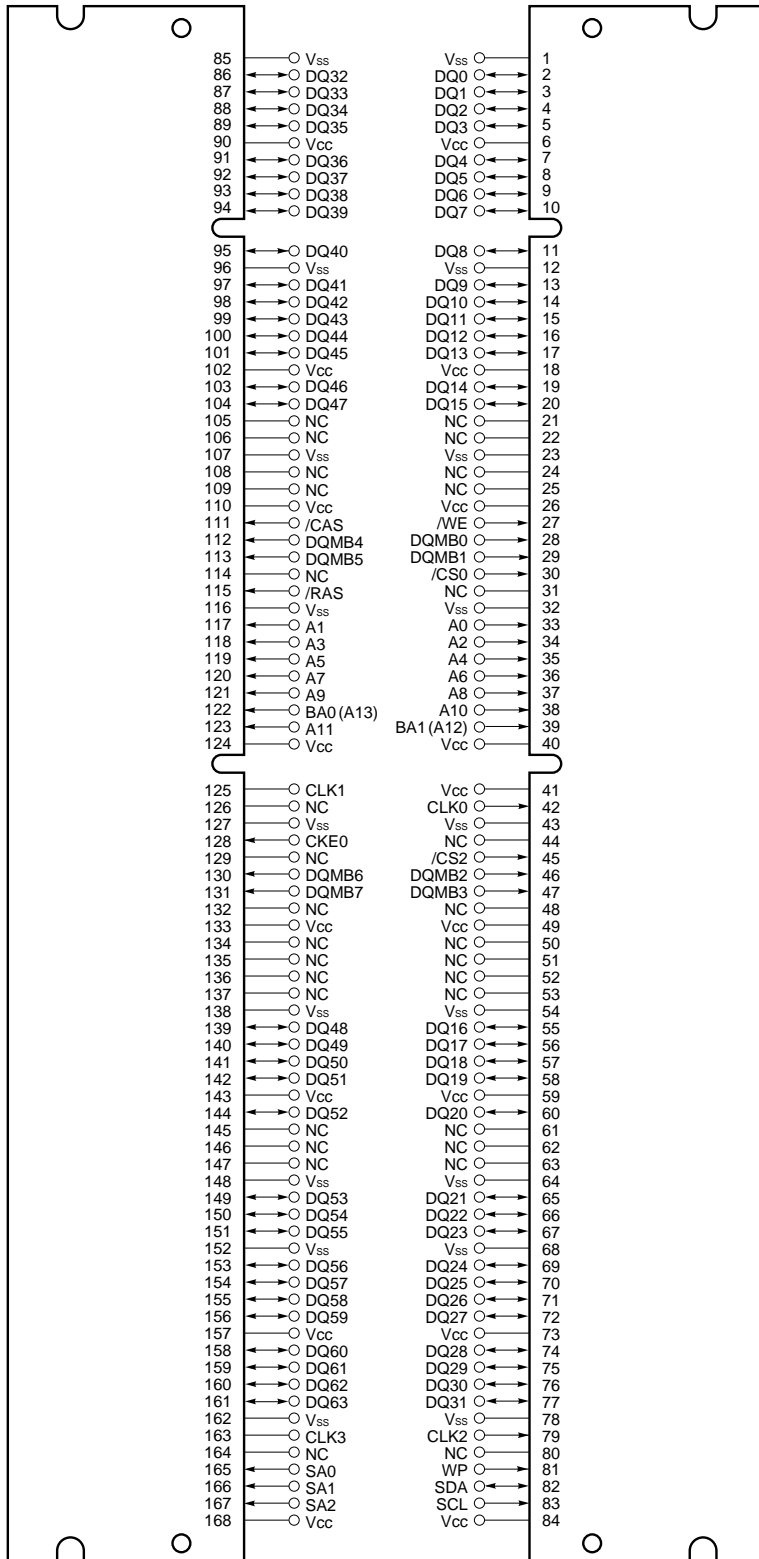 85 Vss Vss 1
86 DQ32 DQ0 2
87 DQ33 DQ1 3
88 DQ34 DQ2 4
89 DQ35 DQ3 5
90 Vcc Vcc 6
91 DQ36 DQ4 7
92 DQ37 DQ5 8
93 DQ38 DQ6 9
94 DQ39 DQ7 10
95 DQ40 DQ8 11
96 Vss Vss 12
97 DQ41 DQ9 13
98 DQ42 DQ10 14
99 DQ43 DQ11 15
100 DQ44 DQ12 16
101 DQ45 DQ13 17
102 Vcc Vcc 18
103 DQ46 DQ14 19
104 DQ47 DQ15 20
105 NC NC 21
106 NC NC 22
107 Vss Vss 23
108 NC NC 24
109 NC NC 25
110 Vcc Vcc 26
111 /CAS /WE 27
112 DQMB4 DQMB0 28
113 DQMB5 DQMB1 29
114 NC /CS0 30
115 /RAS NC 31
116 Vss Vss 32
117 A1 A0 33
118 A3 A2 34
119 A5 A4 35
120 A7 A6 36
121 A9 A8 37
122 BA0 (A13) A10 38
123 A11 BA1 (A12) 39
124 Vcc Vcc 40
125 CLK1 Vcc 41
126 NC CLK0 42
127 Vss Vss 43
128 CKE0 NC 44
129 NC /CS2 45
130 DQMB6 DQMB2 46
131 DQMB7 DQMB3 47
132 NC NC 48
133 Vcc Vcc 49
134 NC NC 50
135 NC NC 51
136 NC NC 52
137 NC NC 53
138 Vss Vss 54
139 DQ48 DQ16 55
140 DQ49 DQ17 56
141 DQ50 DQ18 57
142 DQ51 DQ19 58
143 Vcc Vcc 59
144 DQ52 DQ20 60
145 NC NC 61
146 NC NC 62
147 NC NC 63
148 Vss Vss 64
149 DQ53 DQ21 65
150 DQ54 DQ22 66
151 DQ55 DQ23 67
152 Vss Vss 68
153 DQ56 DQ24 69
154 DQ57 DQ25 70
155 DQ58 DQ26 71
156 DQ59 DQ27 72
157 Vcc Vcc 73
158 DQ60 DQ28 74
159 DQ61 DQ29 75
160 DQ62 DQ30 76
161 DQ63 DQ31 77
162 Vss Vss 78
163 CLK3 CLK2 79
164 NC NC 80
165 SA0 WP 81
166 SA1 SDA 82
167 SA2 SCL 83
168 Vcc Vcc 84